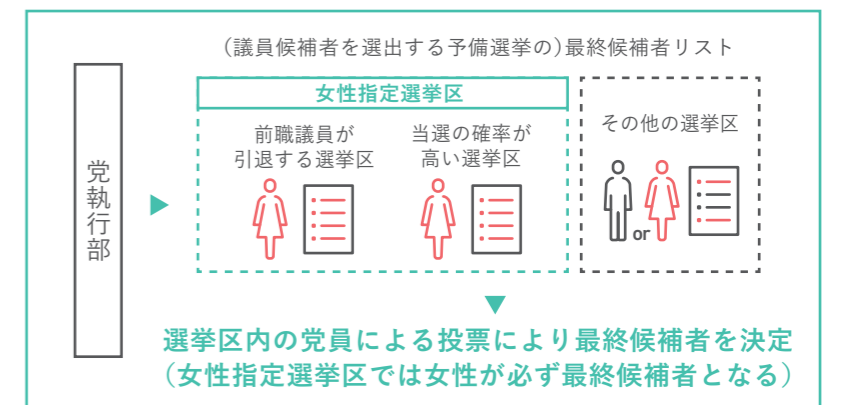 (議員候補者を選出する予備選挙の)最終候補者リスト
党執行部
女性指定選挙区
前職議員が
引退する選挙区
当選の確率が
高い選挙区
その他の選挙区
or
選挙区内の党員による投票により最終候補者を決定
(女性指定選挙区では女性が必ず最終候補者となる)